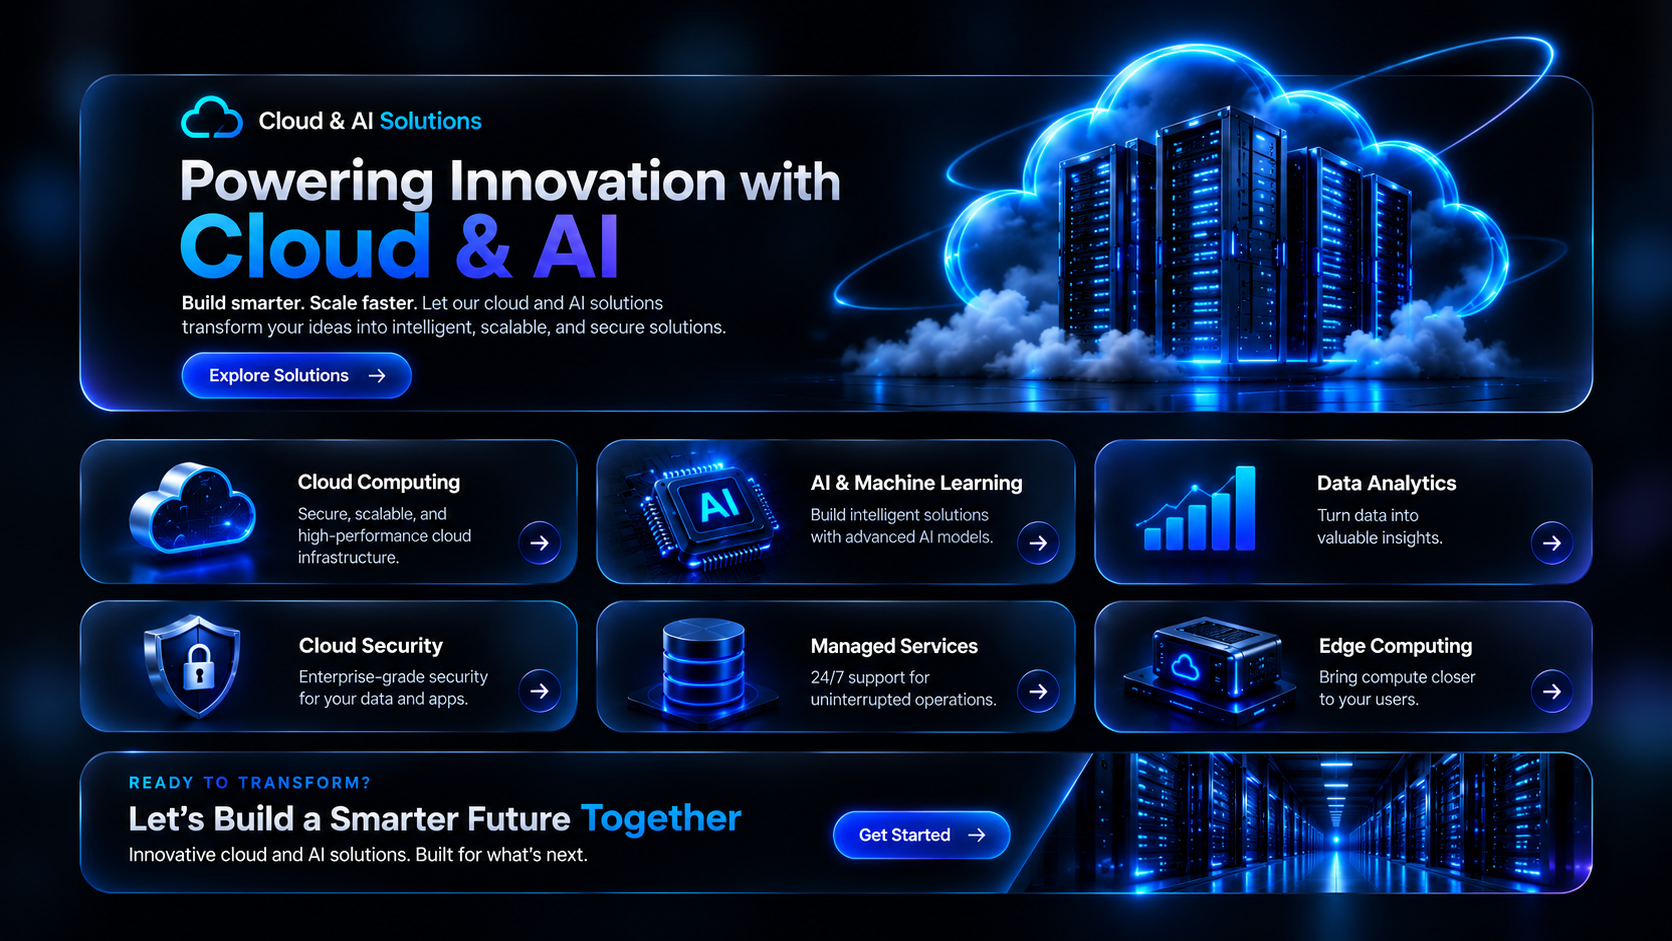 Cloud & AI Solutions
Powering Innovation with
Cloud & AI
Build smarter. Scale faster. Let our cloud and AI solutions
transform your ideas into intelligent, scalable, and secure solutions.
Explore Solutions →
Cloud Computing
Secure, scalable, and
high-performance cloud
infrastructure.
AI
AI & Machine Learning
Build intelligent solutions
with advanced AI models.
Data Analytics
Turn data into
valuable insights.
Cloud Security
Enterprise-grade security
for your data and apps.
Managed Services
24/7 support for
uninterrupted operations.
Edge Computing
Bring compute closer
to your users.
READY TO TRANSFORM?
Let's Build a Smarter Future Together
Innovative cloud and AI solutions. Built for what's next.
Get Started →